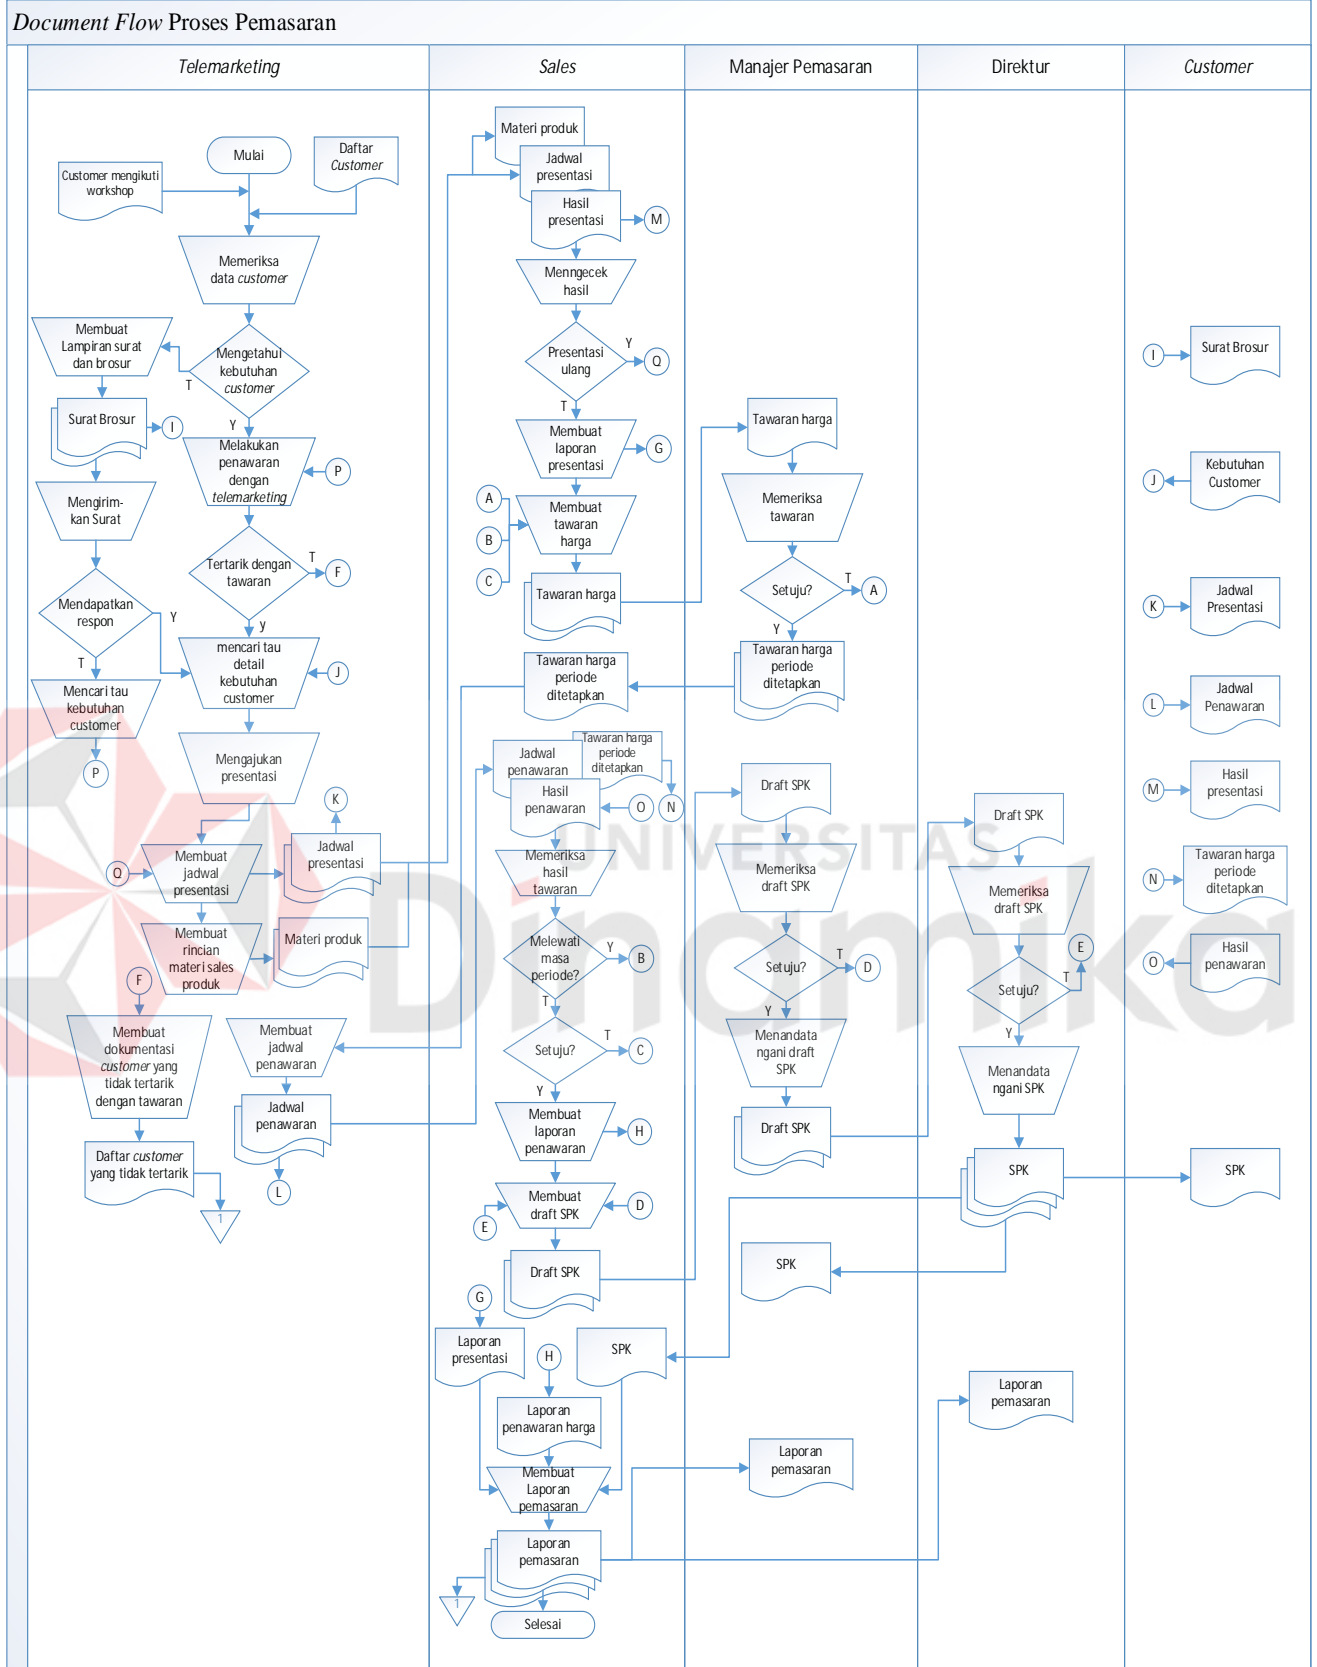 Document Flow Proses Pemasaran
Telemarketing
Sales
Manajer Pemasaran
Direktur
Customer
Mulai
Daftar
Customer
Customer mengikuti
workshop
Memeriksa
data customer
Membuat
Lampiran surat
dan brosur
Mengetahui
kebutuhan
customer
T
Y
Surat Brosur
I
Melakukan
penawaran
dengan
telemarketing
P
Mengirim-
kan Surat
Tertarik dengan
tawaran
T
F
y
Mendapatkan
respon
Y
T
mencari tau
detail
kebutuhan
customer
J
Mencari tau
kebutuhan
customer
P
Mengajukan
presentasi
K
Q
Membuat
jadwal
presentasi
Jadwal
presentasi
Membuat
rincian
materi sales
produk
Materi produk
F
Membuat
dokumentasi
customer yang
tidak tertarik
dengan tawaran
Membuat
jadwal
penawaran
Jadwal
penawaran
L
Daftar customer
yang tidak tertarik
1
Materi produk
Jadwal
presentasi
Hasil
presentasi
M
Menngecek
hasil
Presentasi
ulang
Y
Q
T
Membuat
laporan
presentasi
G
A
B
C
Membuat
tawaran
harga
Tawaran harga
Tawaran harga
periode
ditetapkan
Jadwal
penawaran
Tawaran harga
periode
ditetapkan
Hasil
penawaran
O
N
Memeriksa
hasil
tawaran
Melewati
masa
periode?
Y
B
T
Setuju?
T
C
Y
Membuat
laporan
penawaran
H
Membuat
draft SPK
D
E
Draft SPK
G
Laporan
presentasi
H
SPK
Laporan
penawaran harga
Membuat
Laporan
pemasaran
Laporan
pemasaran
1
Selesai
Tawaran harga
Memeriksa
tawaran
Setuju?
T
A
Y
Tawaran harga
periode
ditetapkan
Draft SPK
Memeriksa
draft SPK
Setuju?
T
D
Y
Menandata
ngani draft
SPK
Draft SPK
SPK
Laporan
pemasaran
Draft SPK
Memeriksa
draft SPK
E
Setuju?
T
Y
Menandata
ngani SPK
SPK
Laporan
pemasaran
I
Surat Brosur
J
Kebutuhan
Customer
K
Jadwal
Presentasi
L
Jadwal
Penawaran
M
Hasil
presentasi
N
Tawaran harga
periode
ditetapkan
O
Hasil
penawaran
SPK
UNIVERSITAS
Dinamika